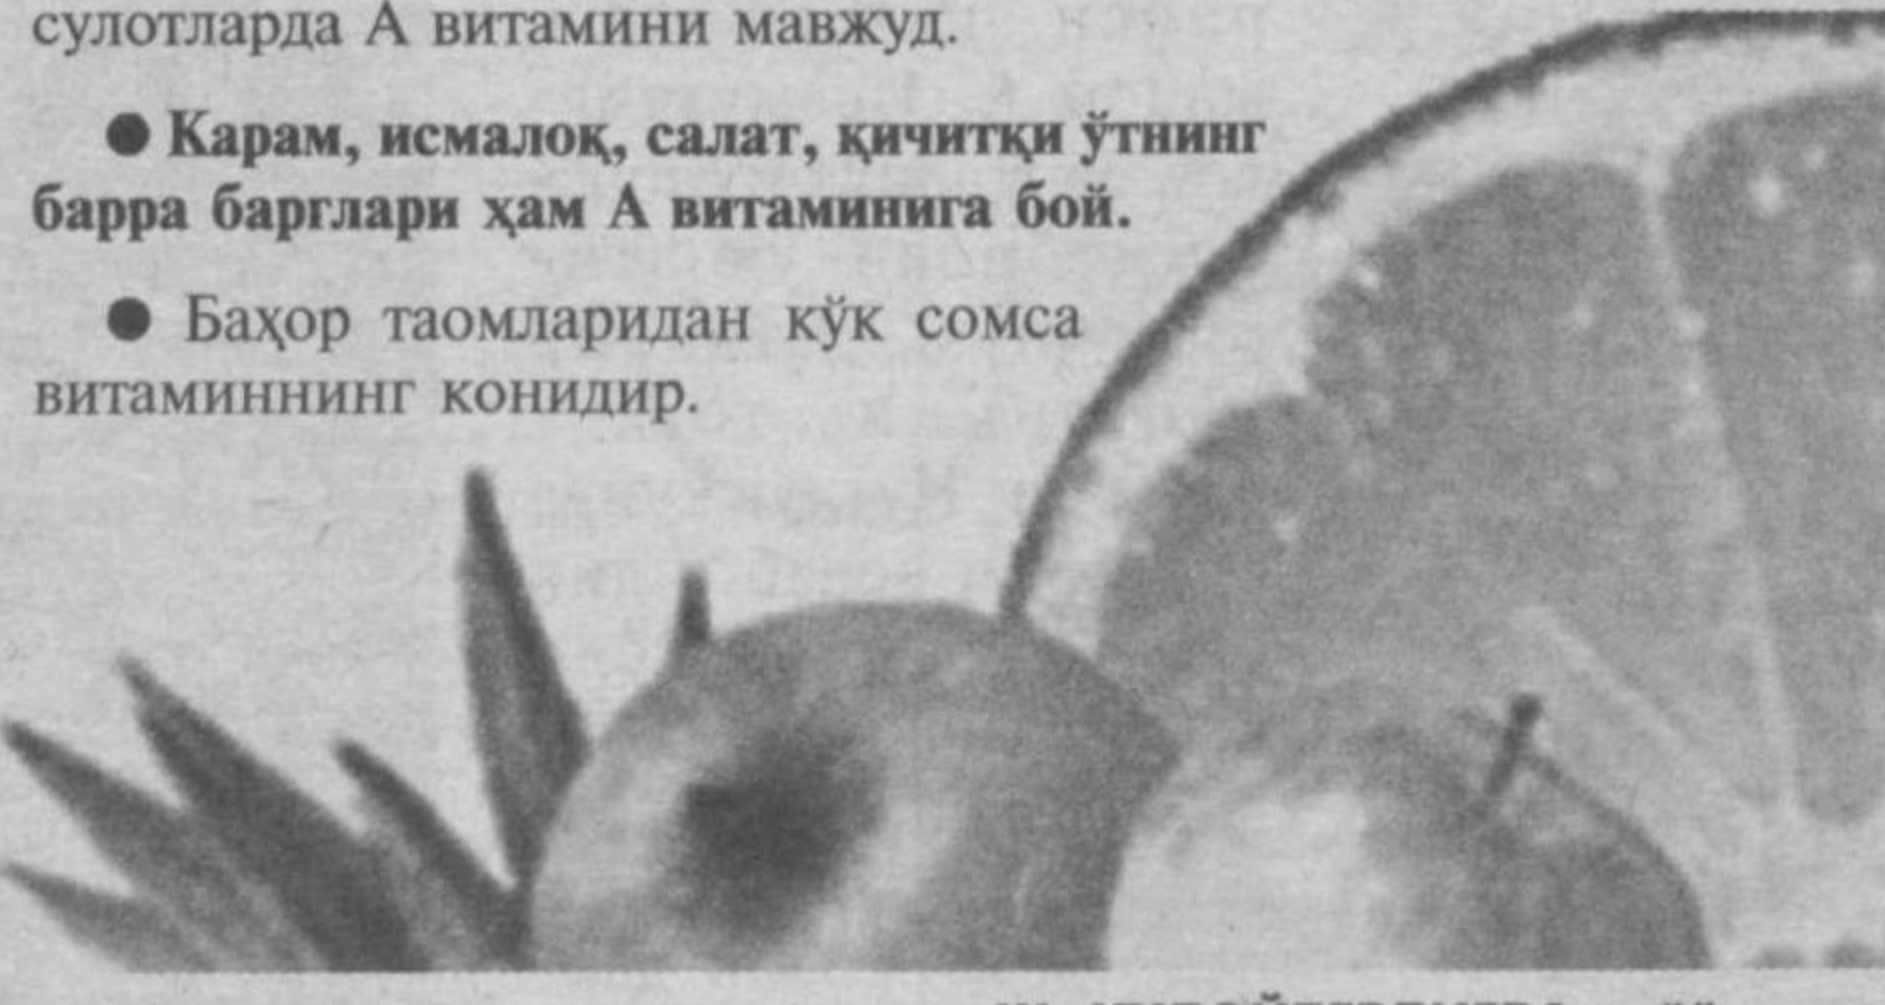 сулотларда А витамини мавжуд.
● Карам, исмалоқ, салат, қичитқи ўтнинг
барра барглари ҳам А витаминига бой.
● Баҳор таомларидан кўк сомса
витаминнинг конидир.